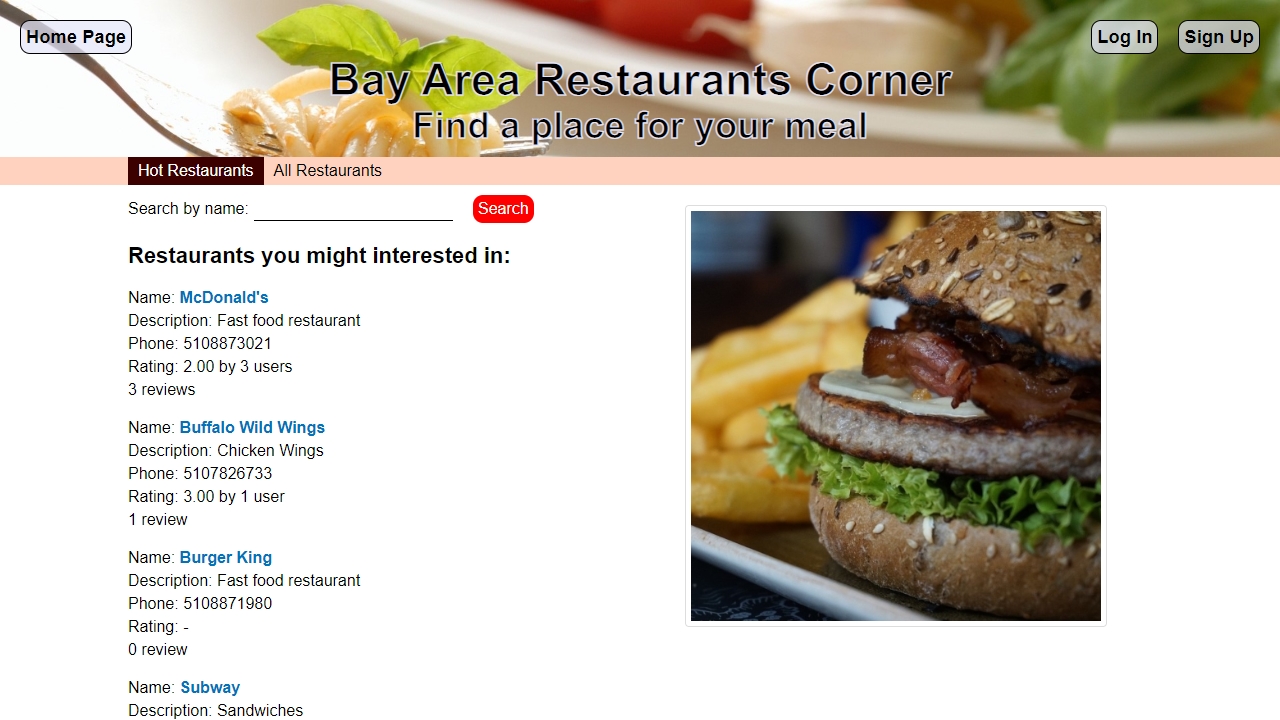 Home Page
Log In
Sign Up
Bay Area Restaurants Corner
Find a place for your meal
Hot Restaurants
All Restaurants
Search by name:
Search
Restaurants you might interested in:
Name: McDonald's
Description: Fast food restaurant
Phone: 5108873021
Rating: 2.00 by 3 users
3 reviews
Name: Buffalo Wild Wings
Description: Chicken Wings
Phone: 5107826733
Rating: 3.00 by 1 user
1 review
Name: Burger King
Description: Fast food restaurant
Phone: 5108871980
Rating: -
0 review
Name: Subway
Description: Sandwiches